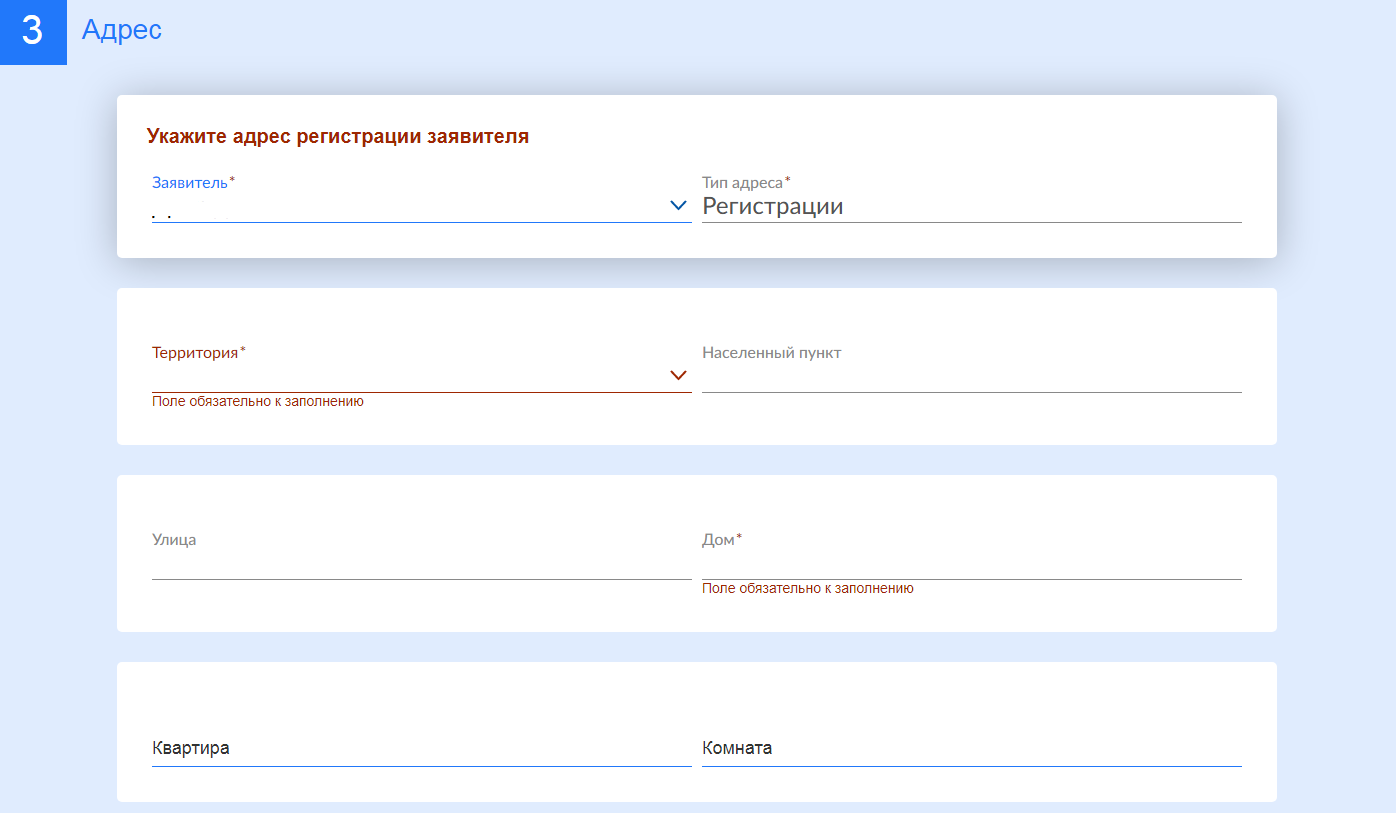 3 Адрес
Укажите адрес регистрации заявителя
Заявитель* Тип адреса*
Регистрации
Территория* Населенный пункт
Поле обязательно к заполнению
Улица Дом*
Поле обязательно к заполнению
Квартира Комната